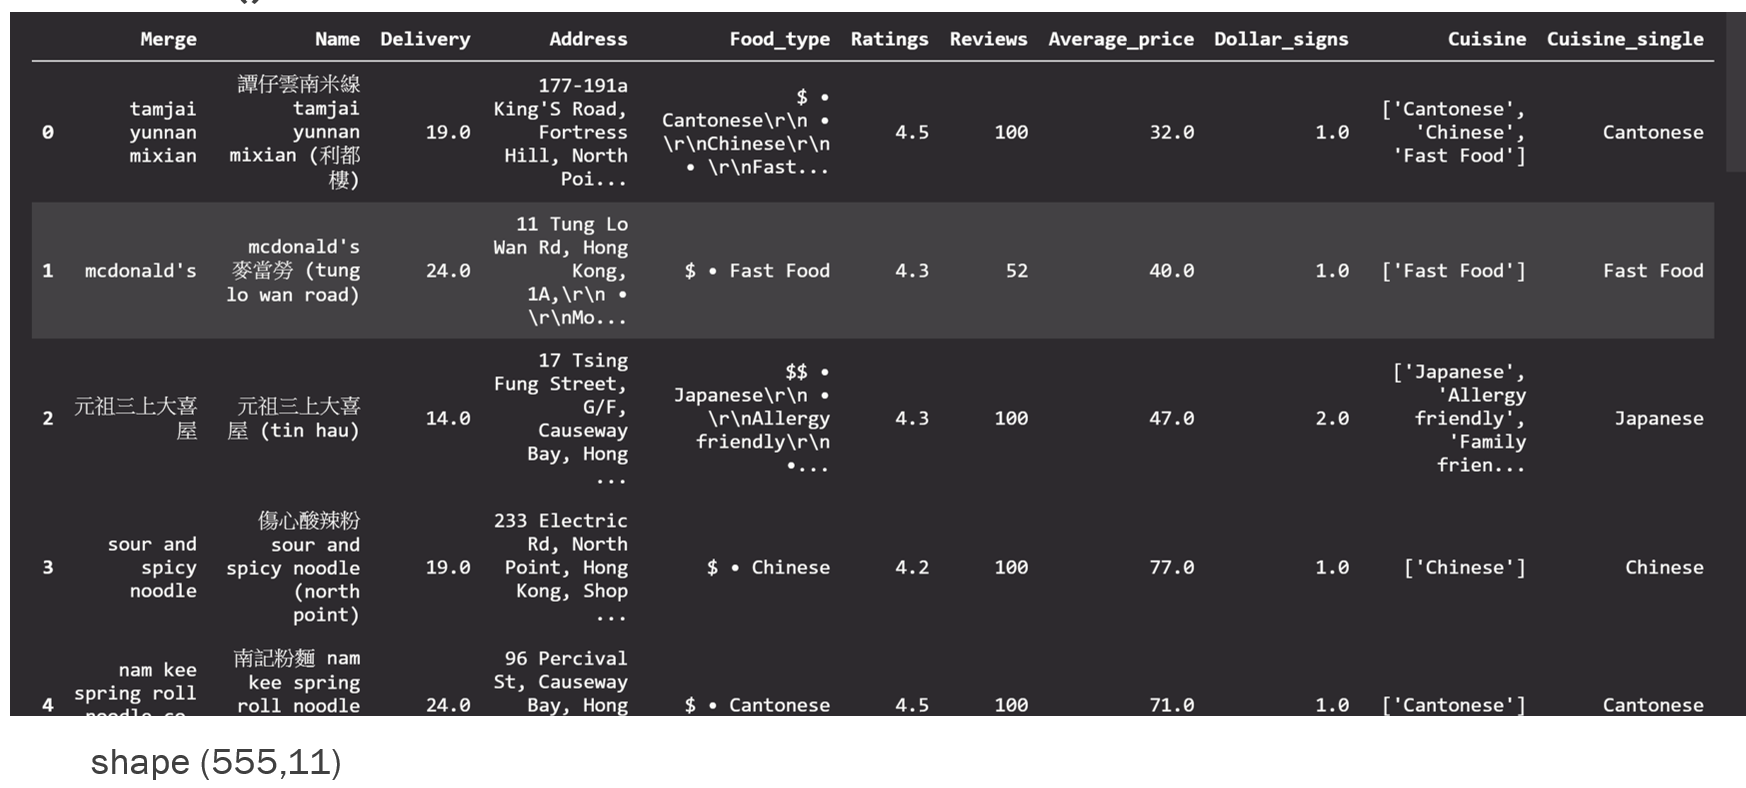 Merge Name Delivery Address Food_type Ratings Reviews Average_price Dollar_signs Cuisine Cuisine_single
0
tamjai
yunnan
mixian
譚仔雲南米線
tamjai
yunnan
mixian (利都
樓)
19.0
177-191a
King'S Road,
Fortress
Hill, North
Poi...
$ •
Cantonese\r\n •
\r\nChinese\r\n
• \r\nFast...
4.5
100
32.0
1.0
['Cantonese',
'Chinese',
'Fast Food']
Cantonese
1
mcdonald's
mcdonald's
麥當勞 (tung
lo wan road)
24.0
11 Tung Lo
Wan Rd, Hong
Kong,
1A,\r\n •
\r\nMo...
$ • Fast Food
4.3
52
40.0
1.0
['Fast Food']
Fast Food
2
元祖三上大喜
屋
元祖三上大喜
屋 (tin hau)
14.0
17 Tsing
Fung Street,
G/F,
Causeway
Bay, Hong
...
$$ •
Japanese\r\n •
\r\nAllergy
friendly\r\n
•...
4.3
100
47.0
2.0
['Japanese',
'Allergy
friendly',
'Family
frien...
Japanese
3
sour and
spicy
noodle
傷心酸辣粉
sour and
spicy noodle
(north
point)
19.0
233 Electric
Rd, North
Point, Hong
Kong, Shop
...
$ • Chinese
4.2
100
77.0
1.0
['Chinese']
Chinese
4
nam kee
spring roll
noodle co
南記粉麵 nam
kee spring
roll noodle
24.0
96 Percival
St, Causeway
Bay, Hong
$ • Cantonese
4.5
100
71.0
1.0
['Cantonese']
Cantonese
shape (555,11)